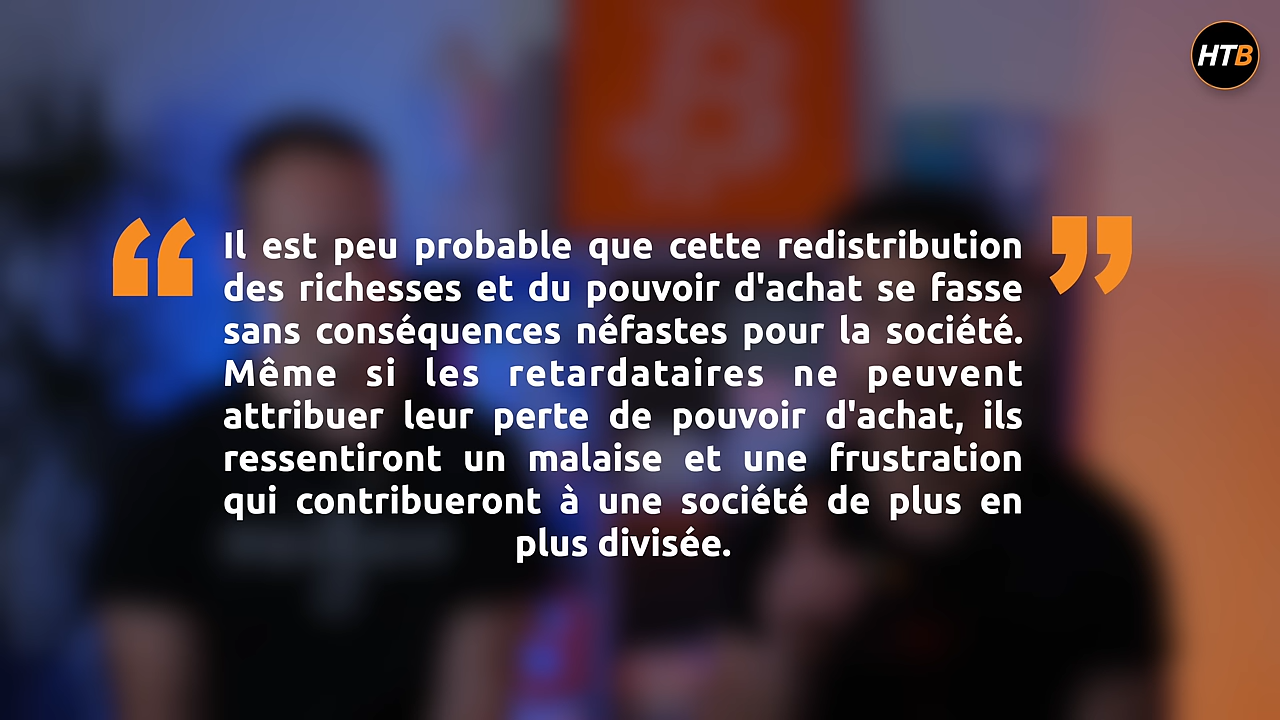 HTB
“ Il est peu probable que cette redistribution ”
des richesses et du pouvoir d'achat se fasse
sans conséquences néfastes pour la société.
Même si les retardataires ne peuvent
attribuer leur perte de pouvoir d'achat, ils
ressentiront un malaise et une frustration
qui contribueront à une société de plus en
plus divisée.